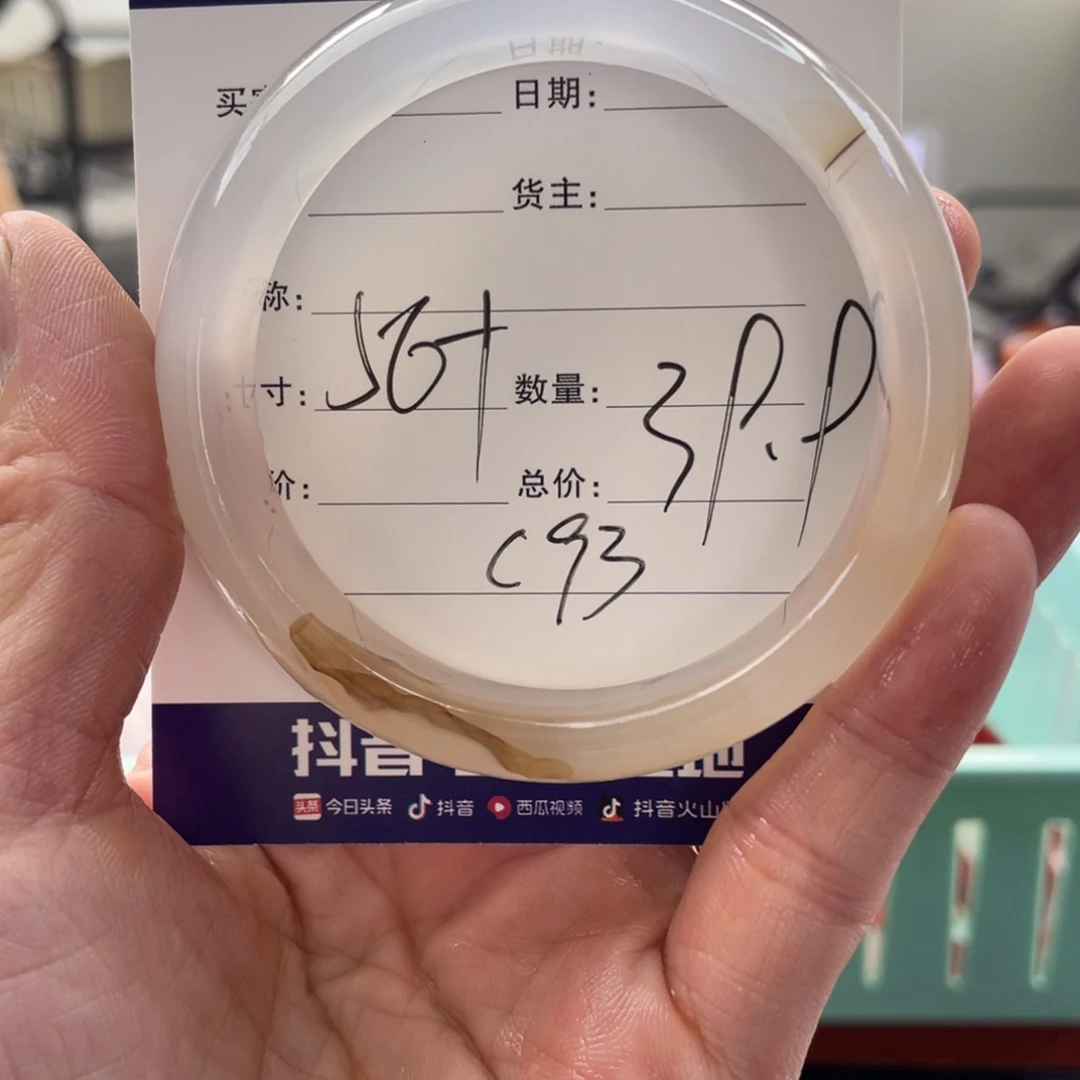 日期:
货主:
称:
寸: 56+ 数量:
价: 总价:
C93
抖音
今日头条 抖音 西瓜视频 抖音火山